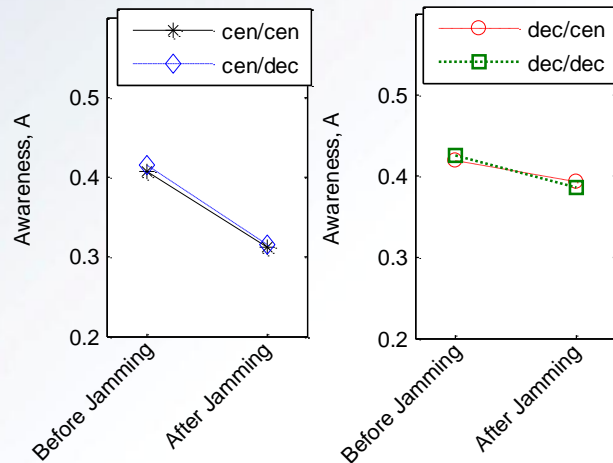 cen/cen
cen/dec
Awareness, A
0.5
0.4
0.3
0.2
Before Jamming
After Jamming
dec/cen
dec/dec
Awareness, A
0.5
0.4
0.3
0.2
Before Jamming
After Jamming